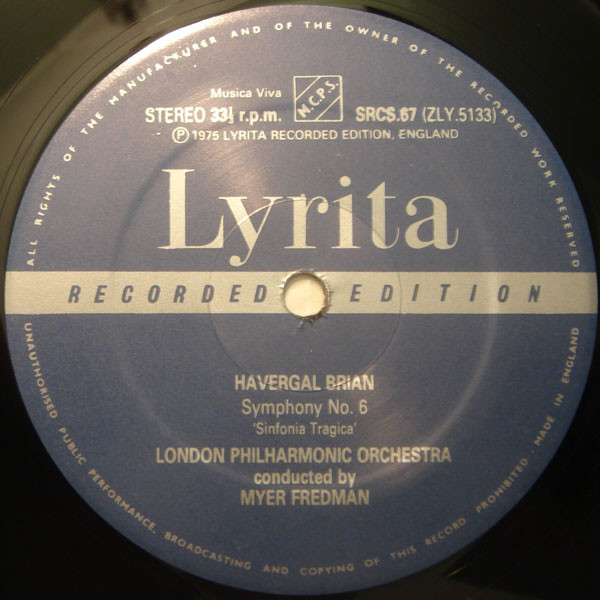 ALL RIGHTS OF THE MANUFACTURER AND OF THE OWNER OF THE RECORDED WORK RESERVED
Musica Viva
M.C.P.S.
STEREO 33⅓ r.p.m.
SRCS.67 (ZLY.5133)
Ⓟ 1975 LYRITA RECORDED EDITION, ENGLAND
Lyrita
RECORDED EDITION
HAVERGAL BRIAN
Symphony No. 6
'Sinfonia Tragica'
LONDON PHILHARMONIC ORCHESTRA
conducted by
MYER FREDMAN
UNAUTHORISED PUBLIC PERFORMANCE, BROADCASTING AND COPYING OF THIS RECORD PROHIBITED. MADE IN ENGLAND